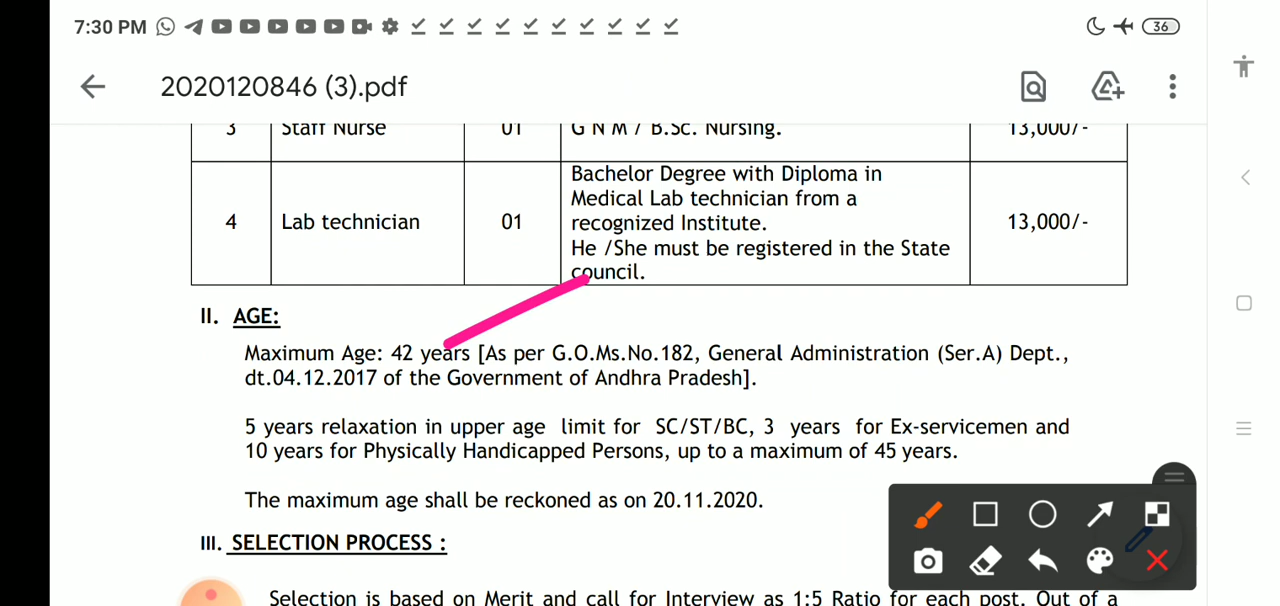 7:30 PM
36
2020120846 (3).pdf
3 Staff Nurse 01 G N M / B.Sc. Nursing. 13,000/-
Bachelor Degree with Diploma in
Medical Lab technician from a
4 Lab technician 01 recognized Institute. 13,000/-
He /She must be registered in the State
council.
II. AGE:
Maximum Age: 42 years [As per G.O.Ms.No.182, General Administration (Ser.A) Dept.,
dt.04.12.2017 of the Government of Andhra Pradesh].
5 years relaxation in upper age limit for SC/ST/BC, 3 years for Ex-servicemen and
10 years for Physically Handicapped Persons, up to a maximum of 45 years.
The maximum age shall be reckoned as on 20.11.2020.
III. SELECTION PROCESS :
Selection is based on Merit and call for Interview as 1:5 Ratio for each post. Out of a